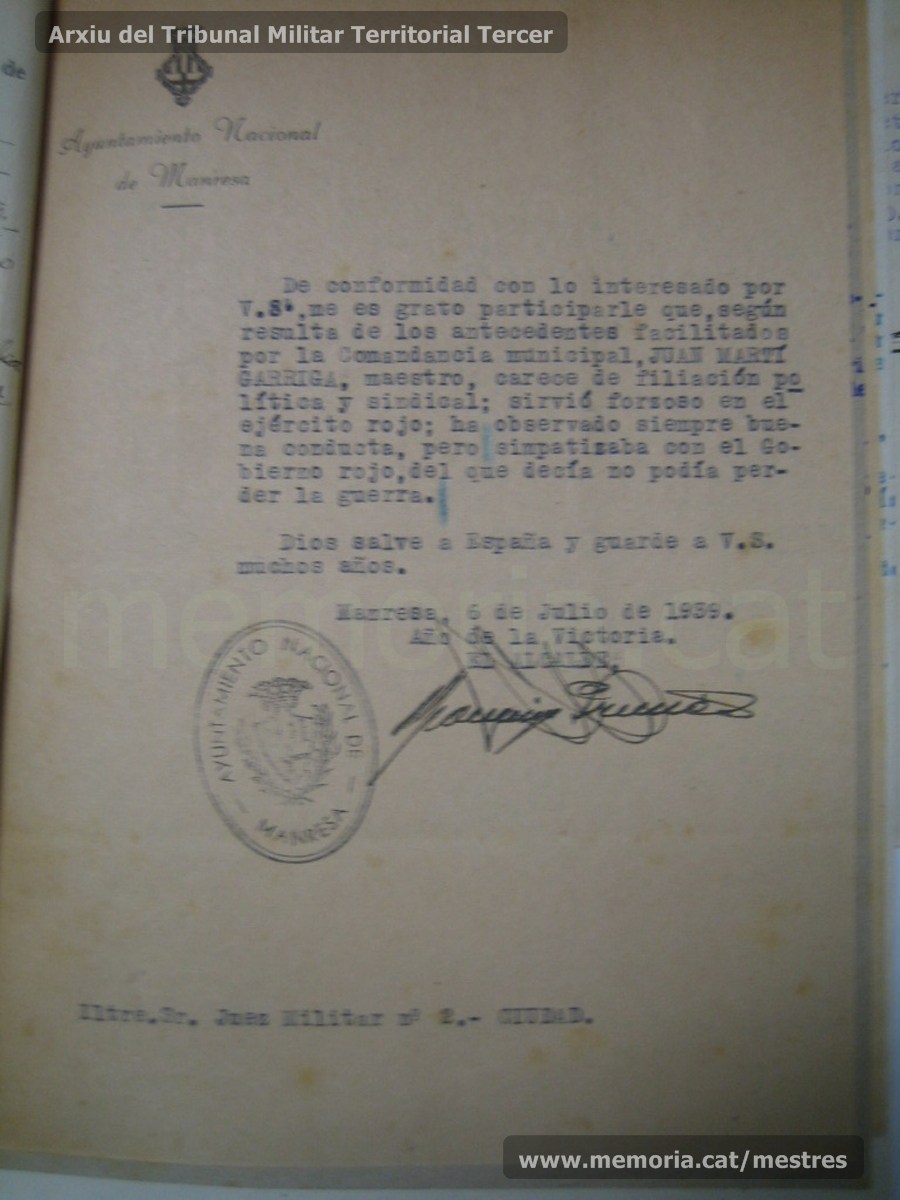 Arxiu del Tribunal Militar Territorial Tercer
Ayuntamiento Nacional
de Manresa
De conformidad con lo interesado por
V.Sª,me es grato participarle que,según
resulta de los antecedentes facilitados
por la Comandancia municipal,JUAN MARTÍ
GARRIGA, maestro, carece de filiación po
lítica y sindical; sirvió forzoso en el
ejército rojo; ha observado siempre bue-
na conducta, pero simpatizaba con el Go-
bierno rojo,del que decía no podía per-
der la guerra.
Dios salve a España y guarde a V.S.
muchos años.
memoria.cat
Manresa, 6 de Julio de 1939.
Año de la Victoria.
EL ALCALDE,
AYUNTAMIENTO NACIONAL DE
- MANRESA -
Iltre.Sr. Juez Militar nº 2.- CIUDAD.
www.memoria.cat/mestres